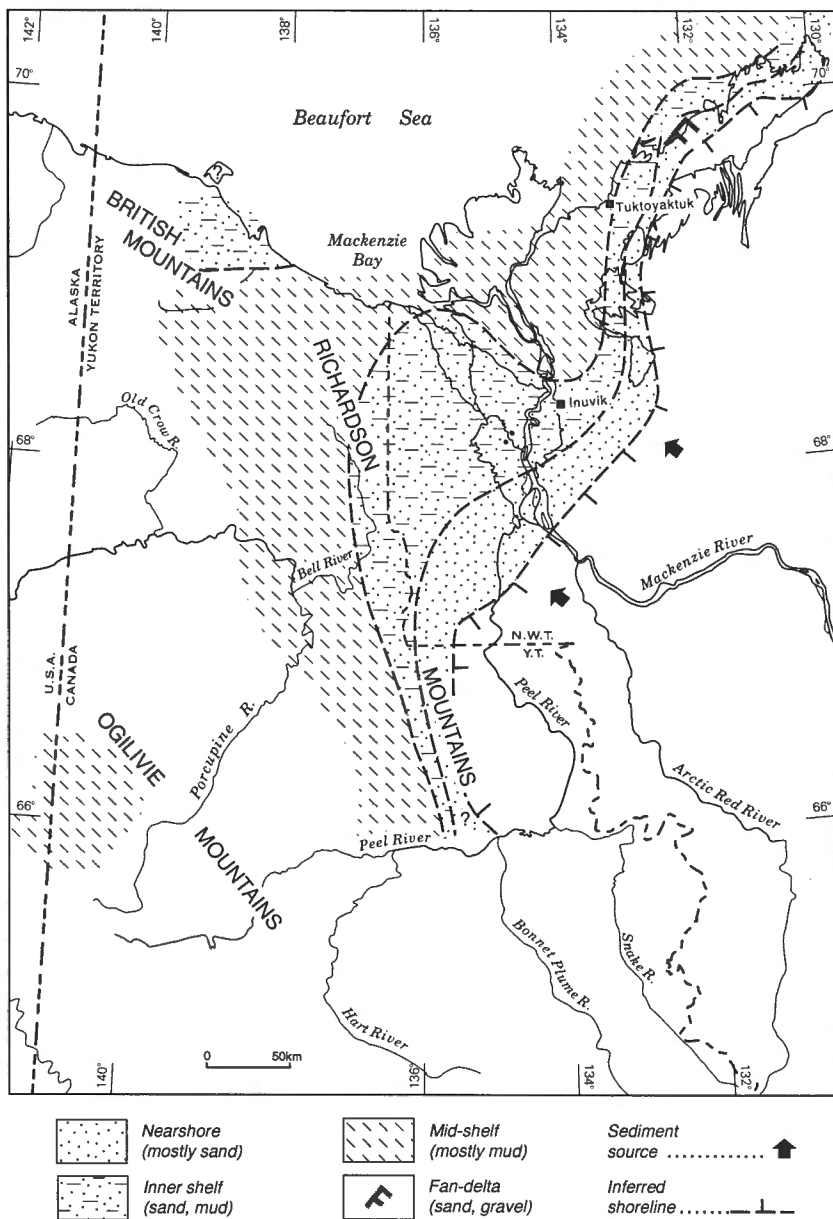 142°
140°
138°
136°
134°
132°
130°
70°
70°
Beaufort Sea
Tuktoyaktuk
BRITISH
MOUNTAINS
Mackenzie
Bay
ALASKA
YUKON TERRITORY
RICHARDSON
Inuvik
Old Crow R.
68°
68°
Bell River
Mackenzie River
N.W.T.
Y.T.
U.S.A.
CANADA
MOUNTAINS
Peel River
OGILIVIE
Porcupine R.
Arctic Red River
66°
66°
?
Peel River
MOUNTAINS
Bonnet Plume R.
Snake R.
Hart River
0 50km
140°
136°
134°
132°
Nearshore
(mostly sand)
Mid-shelf
(mostly mud)
Sediment
source ............
Inner shelf
(sand, mud)
F
Fan-delta
(sand, gravel)
Inferred
shoreline ......